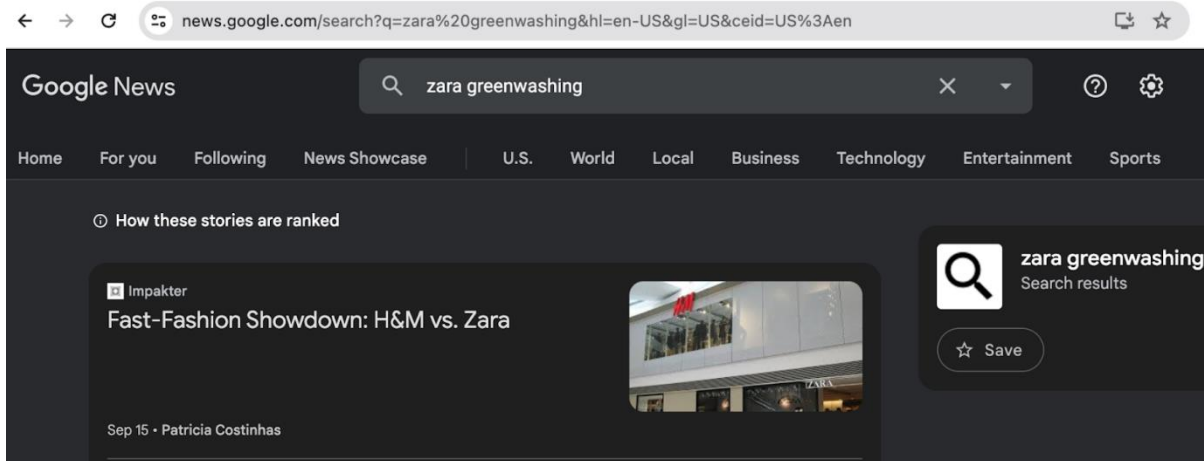 news.google.com/search?q=zara%20greenwashing&hl=en-US&gl=US&ceid=US%3Aen
Google News
zara greenwashing
Home For you Following News Showcase U.S. World Local Business Technology Entertainment Sports
How these stories are ranked
Impakter
Fast-Fashion Showdown: H&M vs. Zara
H&M
ZARA
Sep 15 • Patricia Costinhas
zara greenwashing
Search results
Save